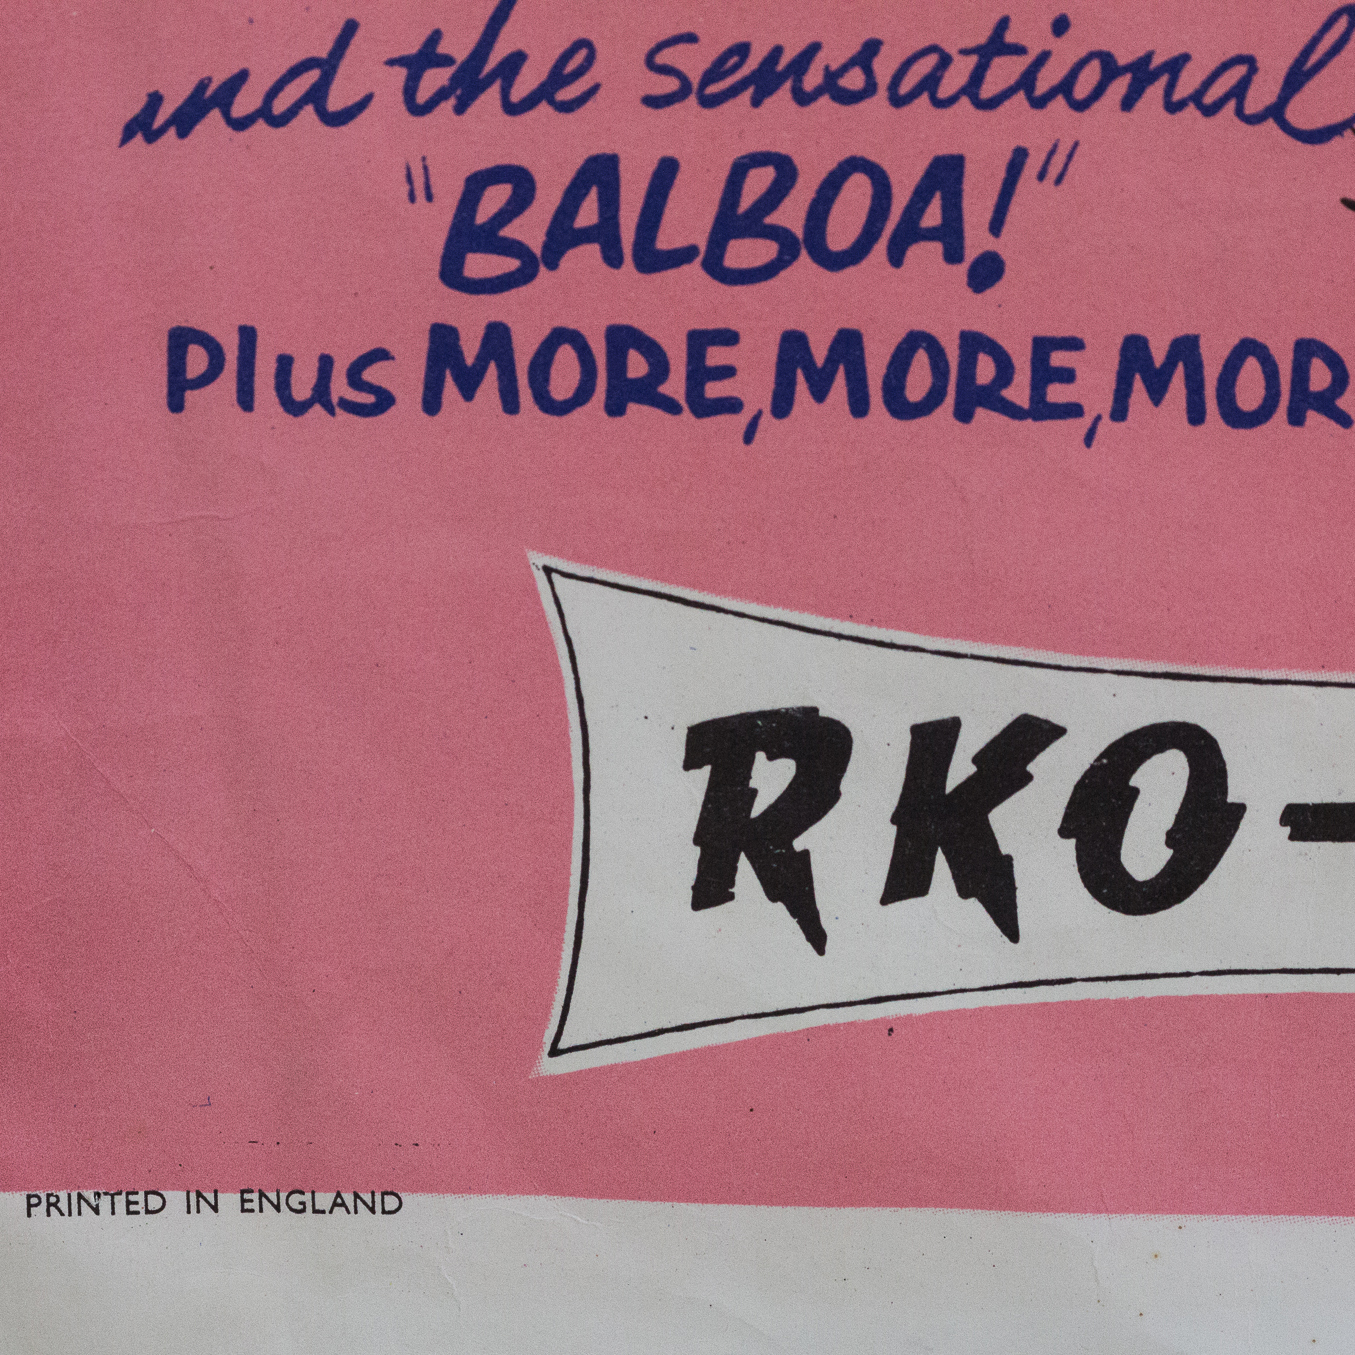 and the sensational
"BALBOA!"
Plus MORE, MORE, MOR
RKO-
PRINTED IN ENGLAND